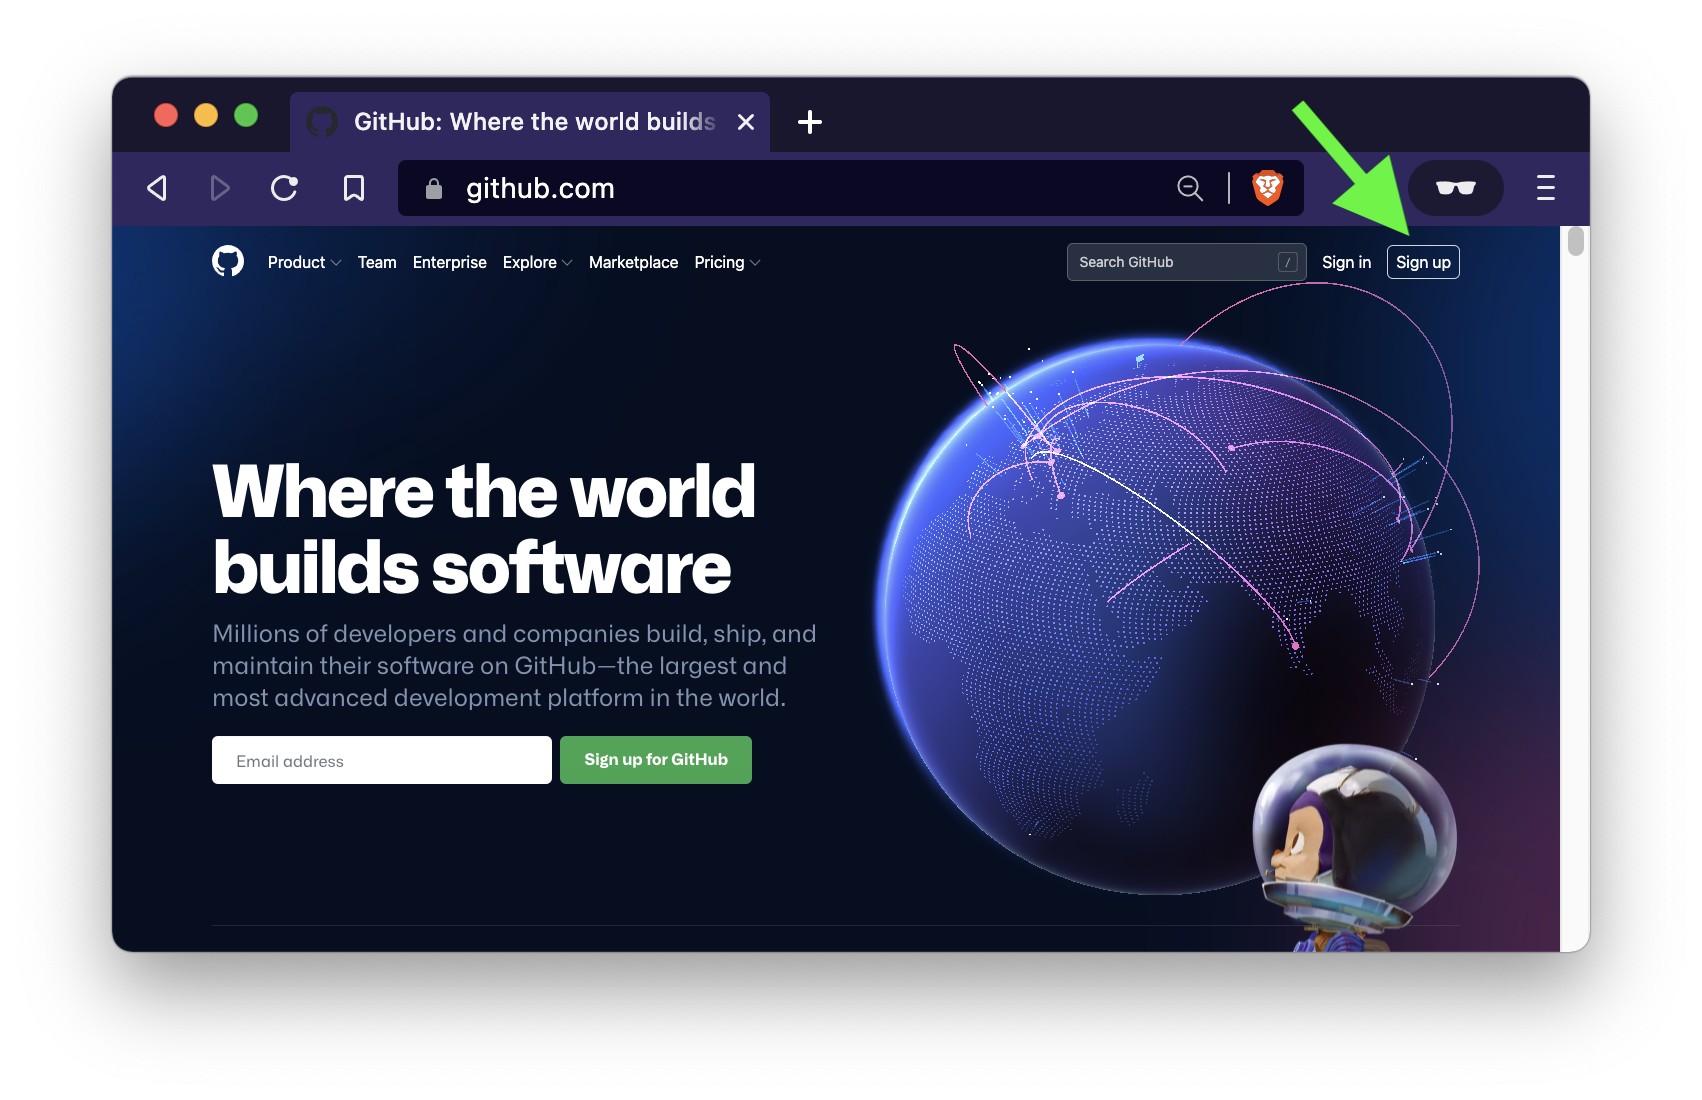 GitHub: Where the world builds
github.com
Product
Team
Enterprise
Explore
Marketplace
Pricing
Search GitHub /
Sign in
Sign up
Where the world
builds software
Millions of developers and companies build, ship, and
maintain their software on GitHub—the largest and
most advanced development platform in the world.
Email address
Sign up for GitHub